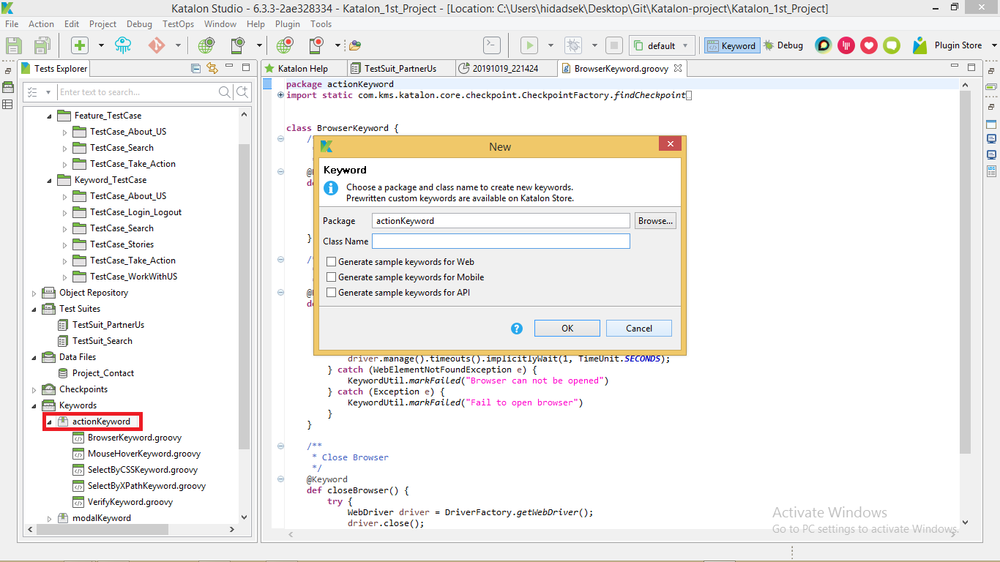 Katalon Studio - 6.3.3-2ae328334 - Katalon_1st_Project - [Location: C:\Users\hidadsek\Desktop\Git\Katalon-project\Katalon_1st_Project]
File Action Edit Project Debug TestOps Window Help Plugin Tools
default Keyword Debug Plugin Store
Tests Explorer
Enter text to search...
Feature_TestCase
TestCase_About_US
TestCase_Search
TestCase_Take_Action
Keyword_TestCase
TestCase_About_US
TestCase_Login_Logout
TestCase_Search
TestCase_Stories
TestCase_Take_Action
TestCase_WorkWithUS
Object Repository
Test Suites
TestSuit_PartnerUs
TestSuit_Search
Data Files
Project_Contact
Checkpoints
Keywords
actionKeyword
BrowserKeyword.groovy
MouseHoverKeyword.groovy
SelectByCSSKeyword.groovy
SelectByXPathKeyword.groovy
VerifyKeyword.groovy
modalKeyword
Katalon Help TestSuit_PartnerUs 20191019_221424 BrowserKeyword.groovy
package actionKeyword
import static com.kms.katalon.core.checkpoint.CheckpointFactory.findCheckpoint
class BrowserKeyword {
New
Keyword
Choose a package and class name to create new keywords.
Prewritten custom keywords are available on Katalon Store.
Package actionKeyword Browse...
Class Name
Generate sample keywords for Web
Generate sample keywords for Mobile
Generate sample keywords for API
? OK Cancel
}
driver.manage().timeouts().implicitlyWait(1, TimeUnit.SECONDS);
} catch (WebElementNotFoundException e) {
KeywordUtil.markFailed("Browser can not be opened")
} catch (Exception e) {
KeywordUtil.markFailed("Fail to open browser")
}
}
/**
* Close Browser
*/
@Keyword
def closeBrowser() {
try {
WebDriver driver = DriverFactory.getWebDriver();
driver.close();
Activate Windows
Go to PC settings to activate Windows.